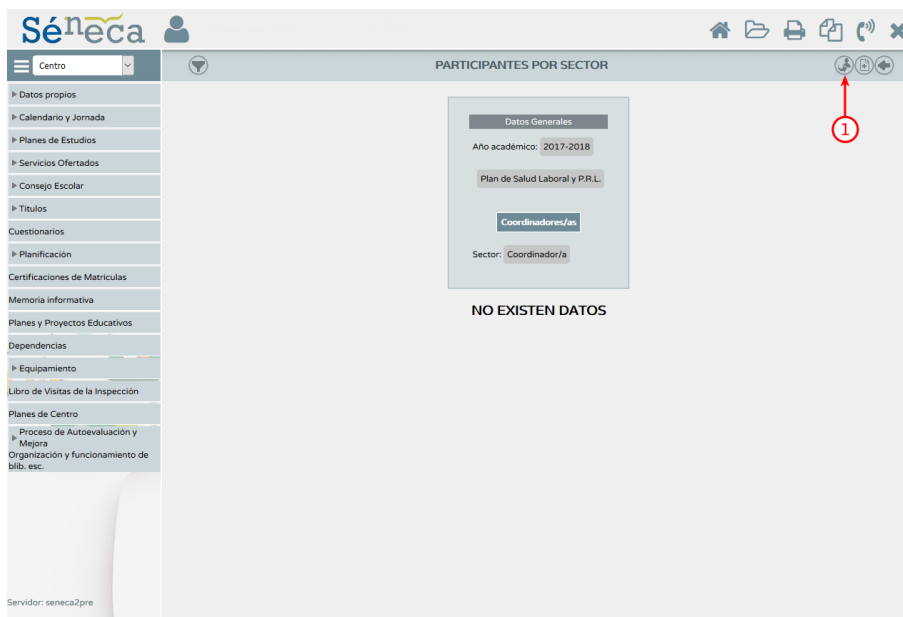 Séneca
Centro
PARTICIPANTES POR SECTOR
Datos propios
Calendario y Jornada
Planes de Estudios
Servicios Ofertados
Consejo Escolar
Titulos
Cuestionarios
Planificación
Certificaciones de Matriculas
Memoria informativa
Planes y Proyectos Educativos
Dependencias
Equipamiento
Libro de Visitas de la Inspección
Planes de Centro
Proceso de Autoevaluación y
Mejora
Organización y funcionamiento de
blib. esc.
Servidor: seneca2pre
Datos Generales
Año académico: 2017-2018
Plan de Salud Laboral y P.R.L.
Coordinadores/as
Sector: Coordinador/a
NO EXISTEN DATOS
1